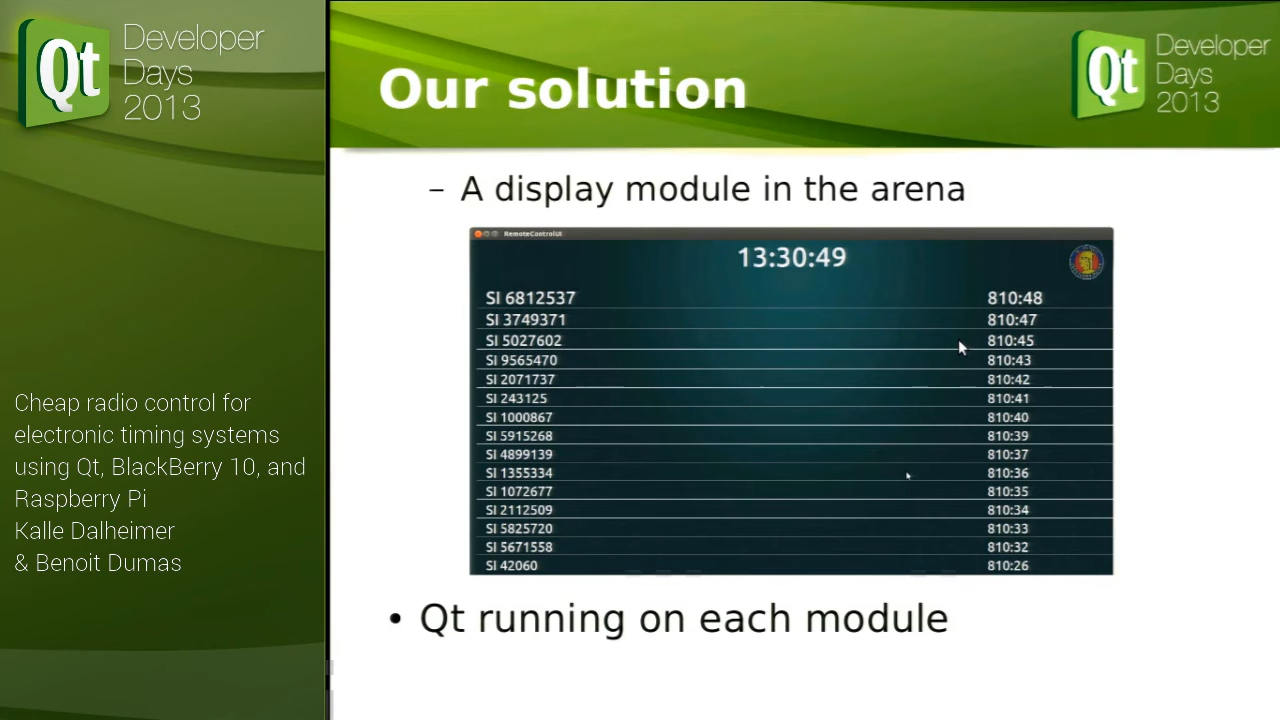 Qt Developer
Days
2013
Cheap radio control for
electronic timing systems
using Qt, BlackBerry 10, and
Raspberry Pi
Kalle Dalheimer
& Benoit Dumas
Our solution
Qt Developer
Days
2013
– A display module in the arena
RemoteControlUI
13:30:49
SI 6812537 810:48
SI 3749371 810:47
SI 5027602 810:45
SI 9565470 810:43
SI 2071737 810:42
SI 243125 810:41
SI 1000867 810:40
SI 5915268 810:39
SI 4899139 810:37
SI 1355334 810:36
SI 1072677 810:35
SI 2112509 810:34
SI 5825720 810:33
SI 5671558 810:32
SI 42060 810:26
• Qt running on each module